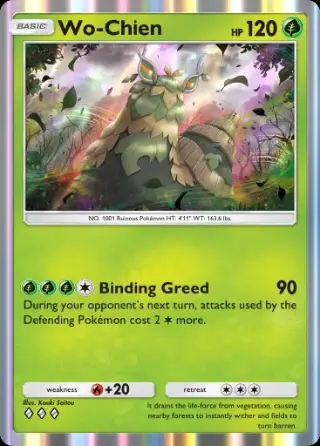 BASIC Wo-Chien HP 120
NO. 1001 Ruinous Pokémon HT: 4'11" WT: 163.6 lbs.
Binding Greed 90
During your opponent's next turn, attacks used by the
Defending Pokémon cost 2 more.
weakness +20 retreat
Illus. Kouki Saitou
It drains the life-force from vegetation, causing
nearby forests to instantly wither and fields to
turn barren.